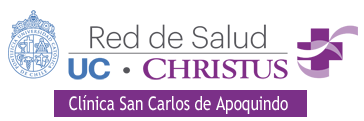 Red de Salud
UC · CHRISTUS
Clínica San Carlos de Apoquindo